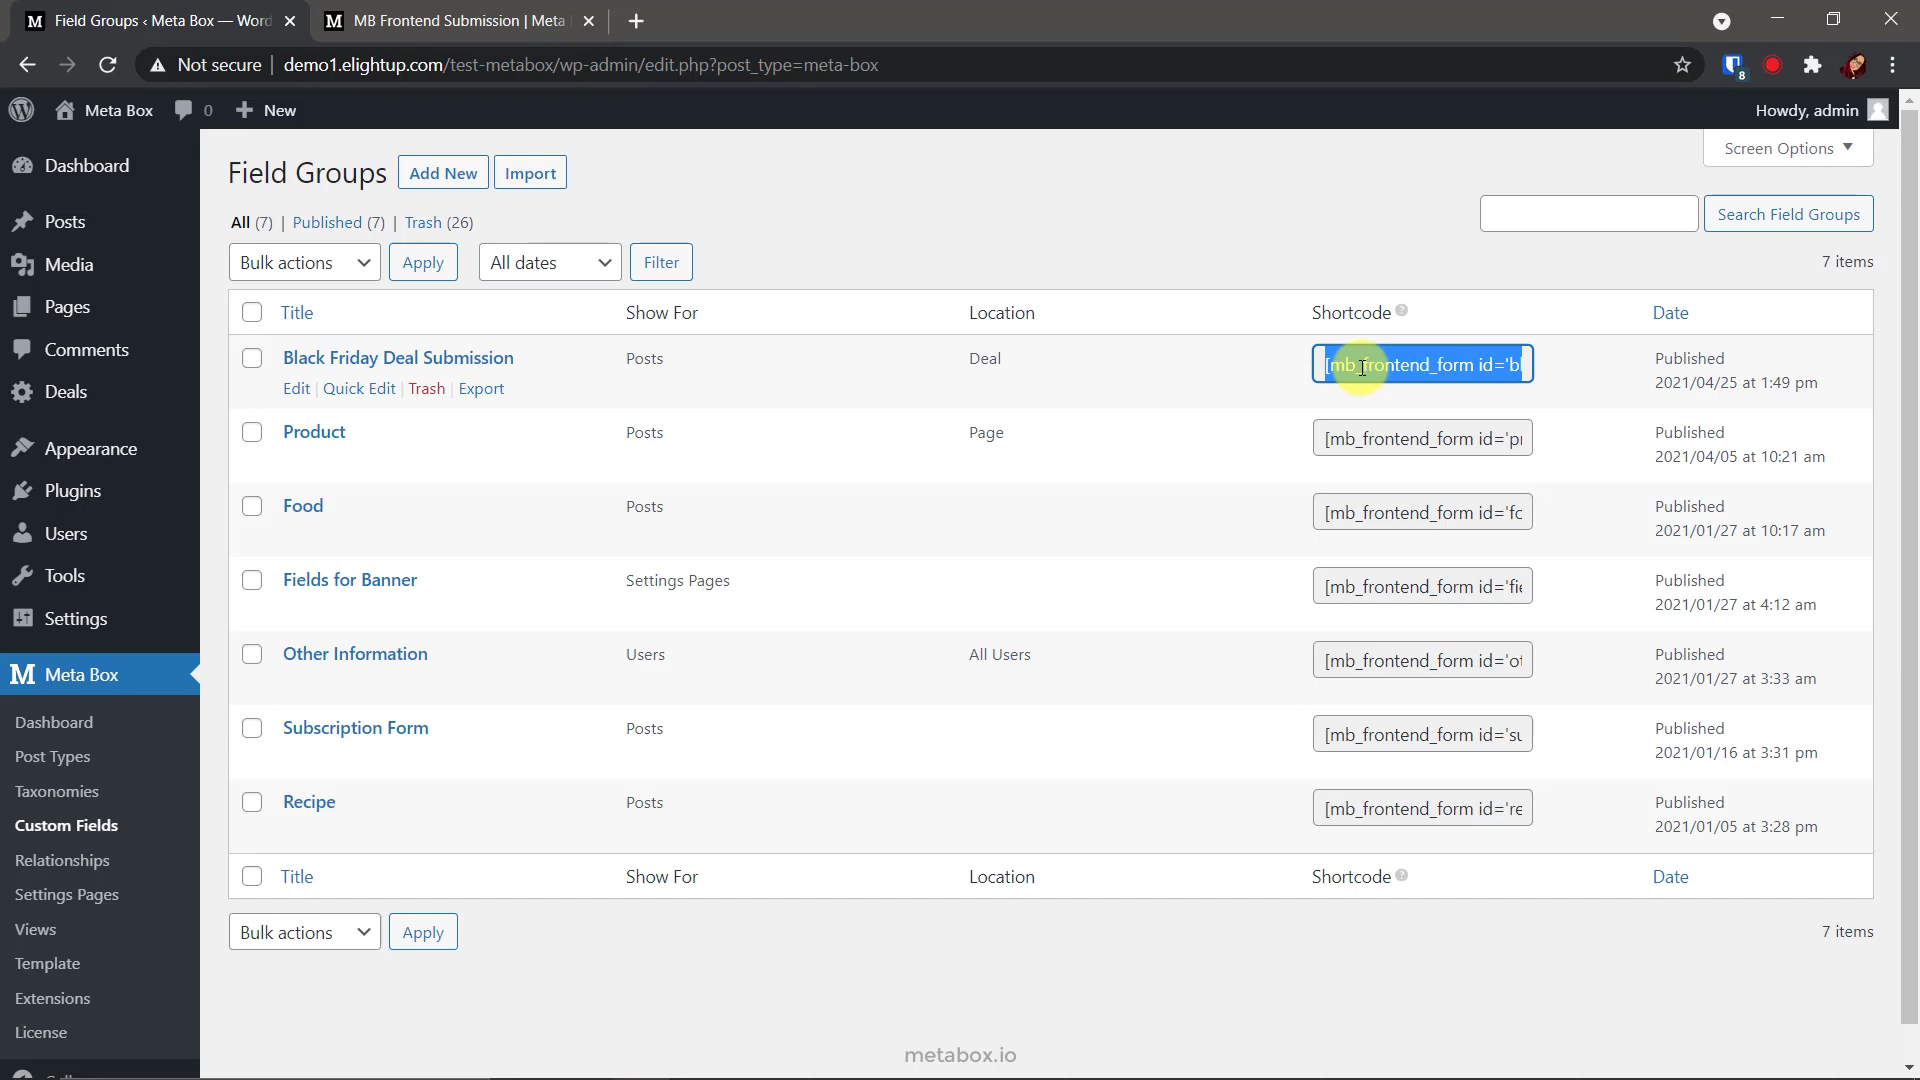 Field Groups ‹ Meta Box — Word
MB Frontend Submission | Meta
Not secure
demo1.elightup.com/test-metabox/wp-admin/edit.php?post_type=meta-box
8
Meta Box
0
New
Howdy, admin
Dashboard
Posts
Media
Pages
Comments
Deals
Appearance
Plugins
Users
Tools
Settings
Meta Box
Dashboard
Post Types
Taxonomies
Custom Fields
Relationships
Settings Pages
Views
Template
Extensions
License
Screen Options
Field Groups
Add New
Import
All (7) | Published (7) | Trash (26)
Search Field Groups
Bulk actions
Apply
All dates
Filter
7 items
Title Show For Location Shortcode Date
Black Friday Deal Submission Posts Deal [mb_frontend_form id='bl Published
Edit | Quick Edit | Trash | Export 2021/04/25 at 1:49 pm
Product Posts Page [mb_frontend_form id='pr Published
2021/04/05 at 10:21 am
Food Posts [mb_frontend_form id='fo Published
2021/01/27 at 10:17 am
Fields for Banner Settings Pages [mb_frontend_form id='fie Published
2021/01/27 at 4:12 am
Other Information Users All Users [mb_frontend_form id='ot Published
2021/01/27 at 3:33 am
Subscription Form Posts [mb_frontend_form id='su Published
2021/01/16 at 3:31 pm
Recipe Posts [mb_frontend_form id='re Published
2021/01/05 at 3:28 pm
Title Show For Location Shortcode Date
Bulk actions
Apply
7 items
metabox.io